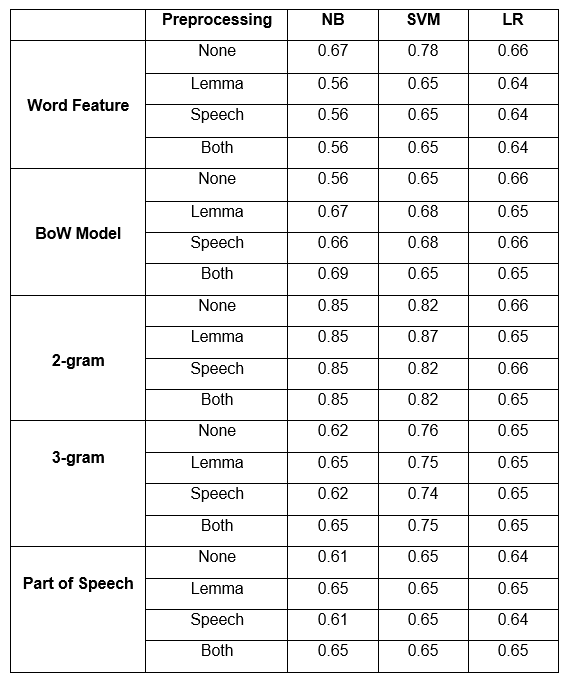 Preprocessing NB SVM LR
Word Feature
None 0.67 0.78 0.66
Lemma 0.56 0.65 0.64
Speech 0.56 0.65 0.64
Both 0.56 0.65 0.64
BoW Model
None 0.56 0.65 0.66
Lemma 0.67 0.68 0.65
Speech 0.66 0.68 0.66
Both 0.69 0.65 0.65
2-gram
None 0.85 0.82 0.66
Lemma 0.85 0.87 0.65
Speech 0.85 0.82 0.66
Both 0.85 0.82 0.65
3-gram
None 0.62 0.76 0.65
Lemma 0.65 0.75 0.65
Speech 0.62 0.74 0.65
Both 0.65 0.75 0.65
Part of Speech
None 0.61 0.65 0.64
Lemma 0.65 0.65 0.65
Speech 0.61 0.65 0.64
Both 0.65 0.65 0.65